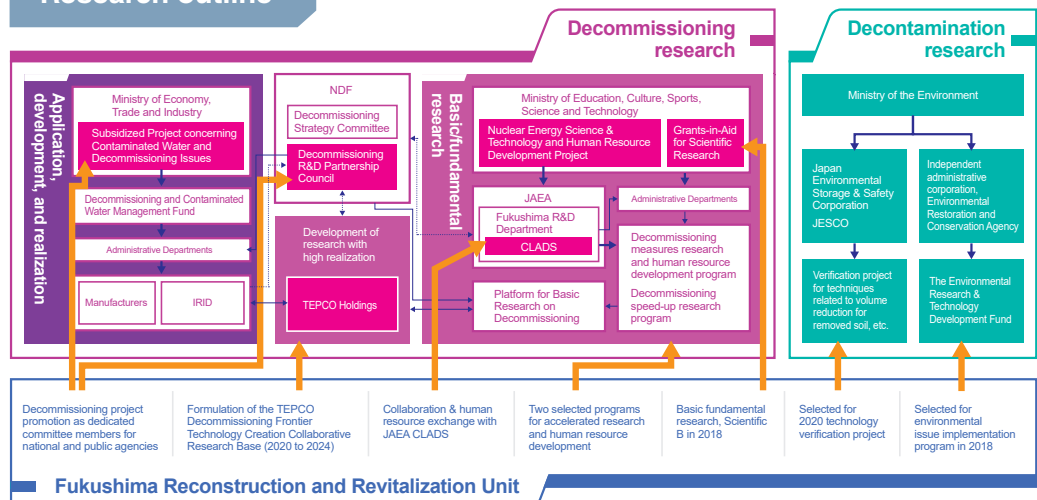 Research Outline
Decommissioning
research
Decontamination
research
Application,
development, and realization
Ministry of Economy,
Trade and Industry
Subsidized Project concerning
Contaminated Water and
Decommissioning Issues
Decommissioning and Contaminated
Water Management Fund
Administrative Departments
Manufacturers
IRID
NDF
Decommissioning
Strategy Committee
Decommissioning
R&D Partnership
Council
Development of
research with
high realization
TEPCO Holdings
Basic/fundamental
research
Ministry of Education, Culture, Sports,
Science and Technology
Nuclear Energy Science &
Technology and Human Resource
Development Project
Grants-in-Aid
for Scientific
Research
JAEA
Fukushima R&D
Department
CLADS
Administrative Departments
Decommissioning
measures research
and human resource
development program
Decommissioning
speed-up research
program
Platform for Basic
Research on
Decommissioning
Ministry of the Environment
Japan
Environmental
Storage & Safety
Corporation
JESCO
Independent
administrative
corporation,
Environmental
Restoration and
Conservation Agency
Verification project
for techniques
related to volume
reduction for
removed soil, etc.
The Environmental
Research &
Technology
Development Fund
Decommissioning project
promotion as dedicated
committee members for
national and public agencies
Formulation of the TEPCO
Decommissioning Frontier
Technology Creation Collaborative
Research Base (2020 to 2024)
Collaboration & human
resource exchange with
JAEA CLADS
Two selected programs
for accelerated research
and human resource
development
Basic fundamental
research, Scientific
B in 2018
Selected for
2020 technology
verification project
Selected for
environmental
issue implementation
program in 2018
Fukushima Reconstruction and Revitalization Unit